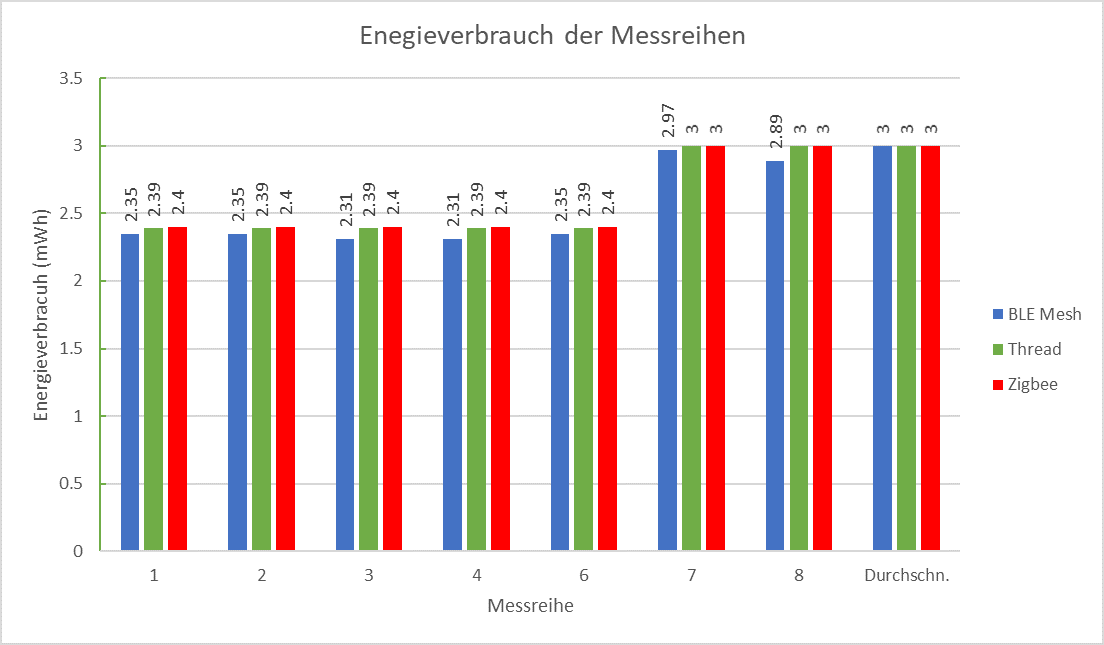 Enegieverbrauch der Messreihen
Energieverbracuh (mWh)
3.5
3
2.5
2
1.5
1
0.5
0
2.35 2.39 2.4
2.35 2.39 2.4
2.31 2.39 2.4
2.31 2.39 2.4
2.35 2.39 2.4
2.97 3 3
2.89 3 3
3 3 3
1 2 3 4 6 7 8 Durchschn.
Messreihe
BLE Mesh
Thread
Zigbee